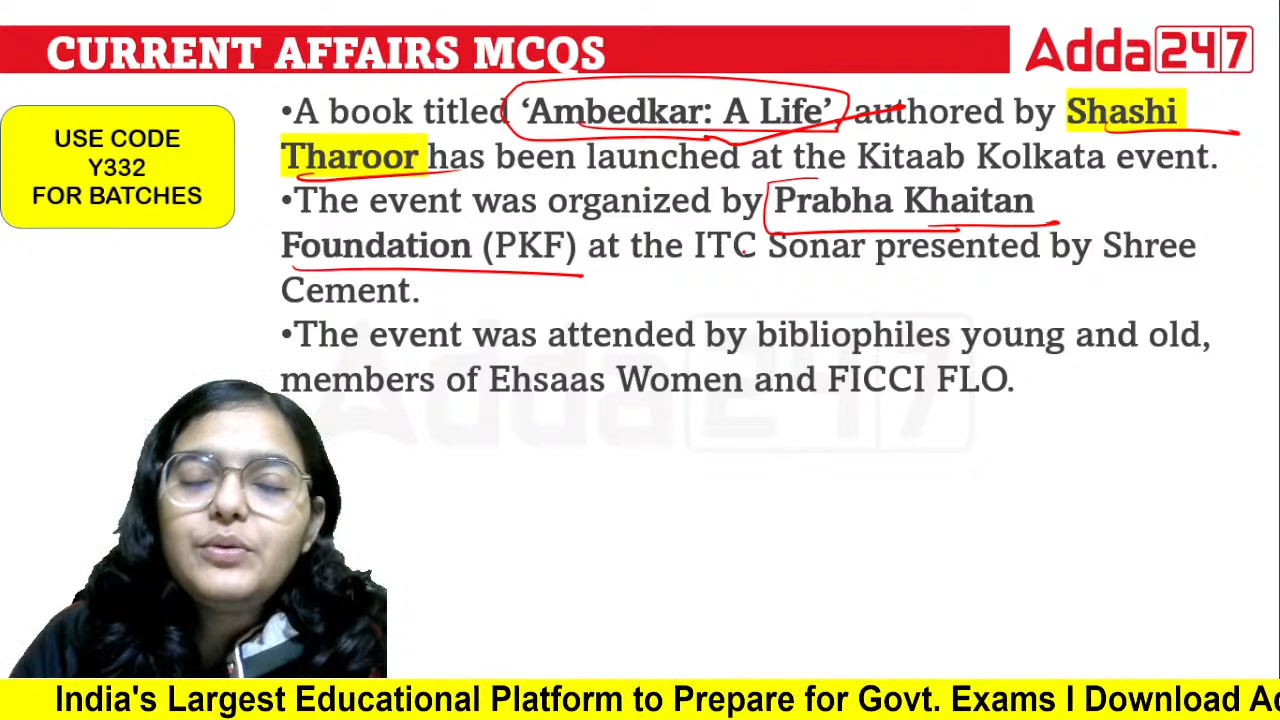 CURRENT AFFAIRS MCQS
Adda247
USE CODE
Y332
FOR BATCHES
•A book titled ‘Ambedkar: A Life’, authored by Shashi
Tharoor has been launched at the Kitaab Kolkata event.
•The event was organized by Prabha Khaitan
Foundation (PKF) at the ITC Sonar presented by Shree
Cement.
•The event was attended by bibliophiles young and old,
members of Ehsaas Women and FICCI FLO.
Adda247
India's Largest Educational Platform to Prepare for Govt. Exams I Download Ad